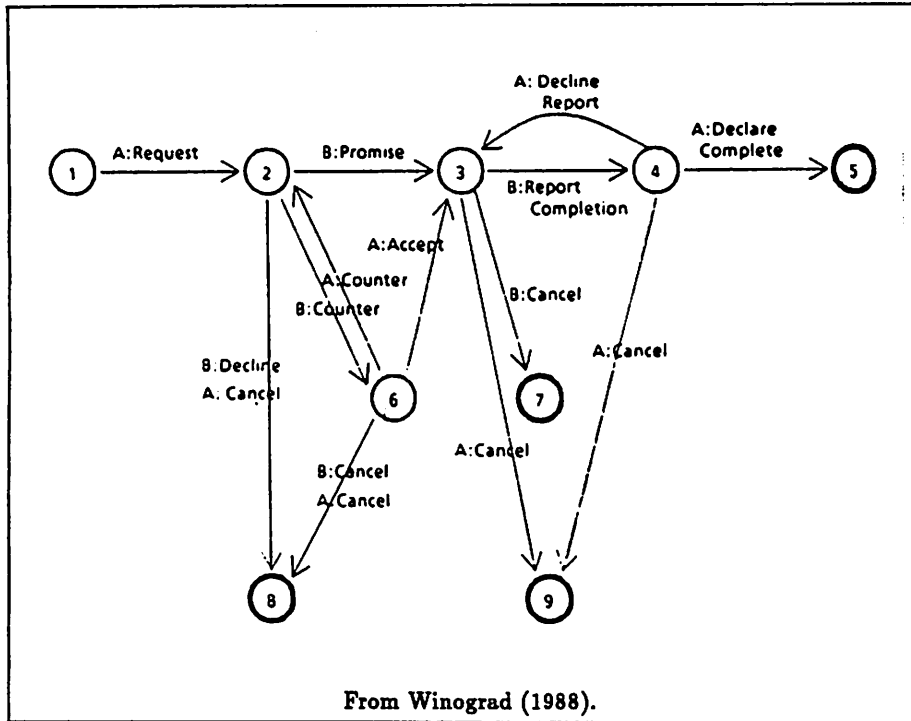 A: Decline
Report
A:Request
B:Promise
A:Declare
Complete
1
2
3
4
5
B:Report
Completion
A:Accept
A:Counter
B:Counter
B:Cancel
B:Decline
A: Cancel
A:Cancel
6
7
A:Cancel
B:Cancel
A:Cancel
8
9
From Winograd (1988).